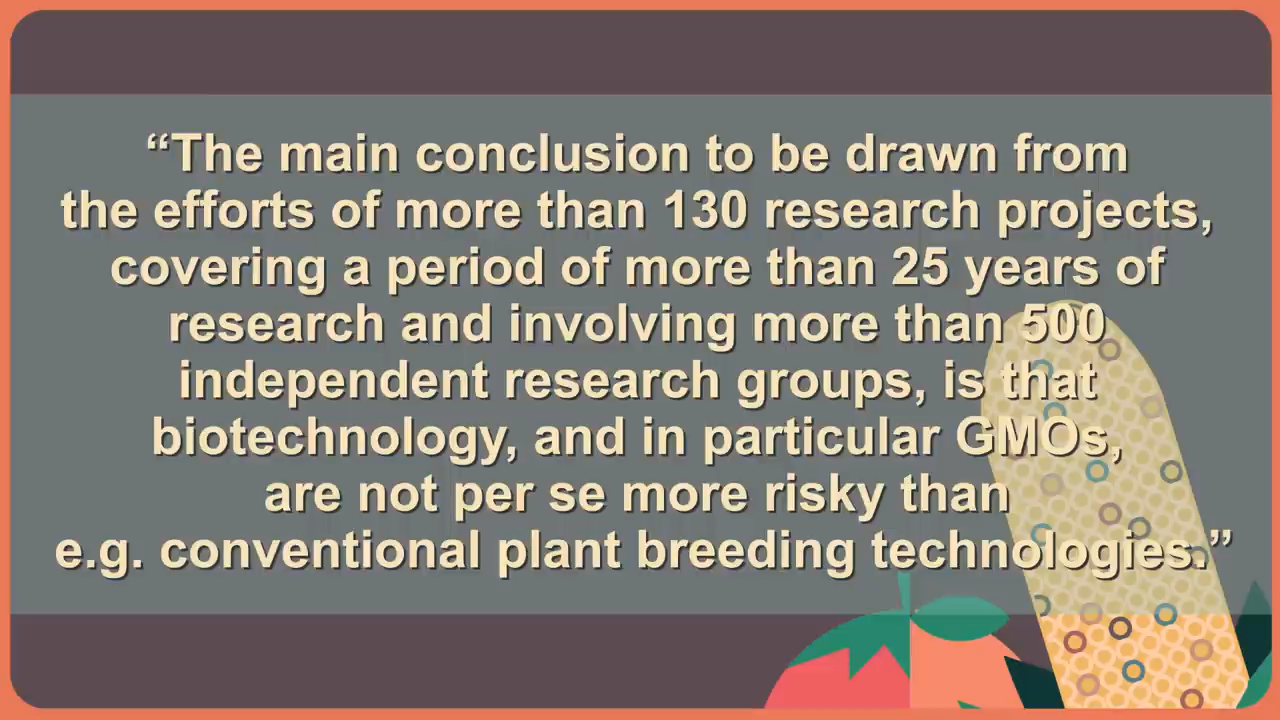 “The main conclusion to be drawn from
the efforts of more than 130 research projects,
covering a period of more than 25 years of
research and involving more than 500
independent research groups, is that
biotechnology, and in particular GMOs,
are not per se more risky than
e.g. conventional plant breeding technologies.”